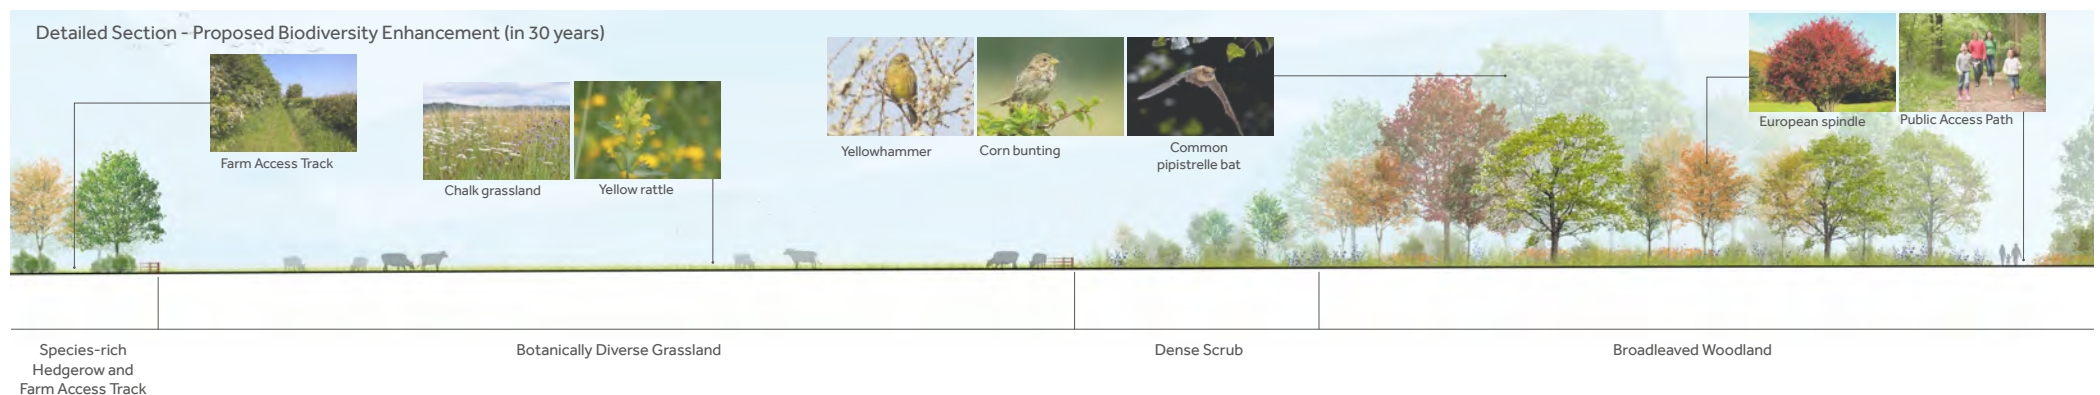 Detailed Section - Proposed Biodiversity Enhancement (in 30 years)
Farm Access Track
Chalk grassland
Yellow rattle
Yellowhammer
Corn bunting
Common
pipistrelle bat
European spindle
Public Access Path
Species-rich
Hedgerow and
Farm Access Track
Botanically Diverse Grassland
Dense Scrub
Broadleaved Woodland